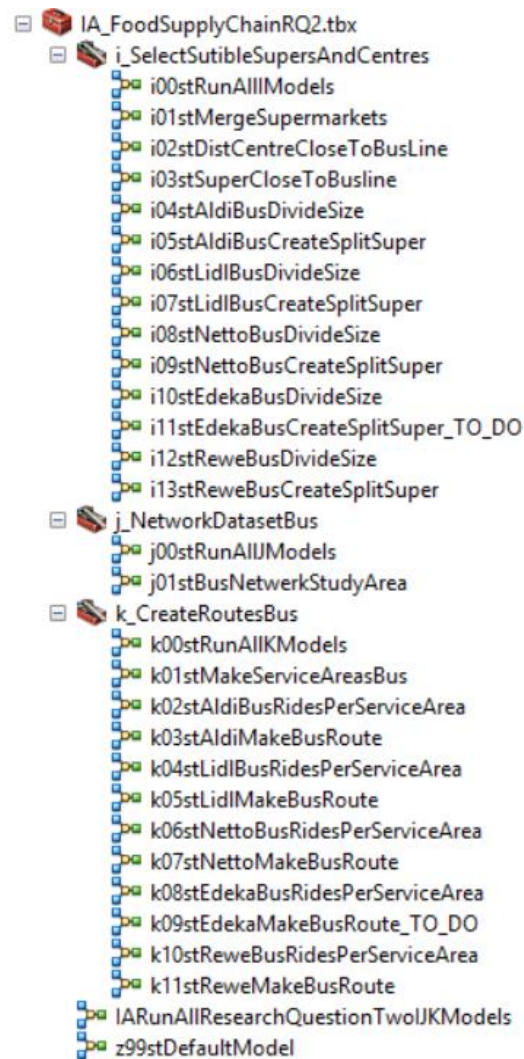 IA_FoodSupplyChainRQ2.tbx
i_SelectSutibleSupersAndCentres
i00stRunAllIModels
i01stMergeSupermarkets
i02stDistCentreCloseToBusLine
i03stSuperCloseToBusline
i04stAldiBusDivideSize
i05stAldiBusCreateSplitSuper
i06stLidlBusDivideSize
i07stLidlBusCreateSplitSuper
i08stNettoBusDivideSize
i09stNettoBusCreateSplitSuper
i10stEdekaBusDivideSize
i11stEdekaBusCreateSplitSuper_TO_DO
i12stReweBusDivideSize
i13stReweBusCreateSplitSuper
j_NetworkDatasetBus
j00stRunAllJModels
j01stBusNetwerkStudyArea
k_CreateRoutesBus
k00stRunAllKModels
k01stMakeServiceAreasBus
k02stAldiBusRidesPerServiceArea
k03stAldiMakeBusRoute
k04stLidlBusRidesPerServiceArea
k05stLidlMakeBusRoute
k06stNettoBusRidesPerServiceArea
k07stNettoMakeBusRoute
k08stEdekaBusRidesPerServiceArea
k09stEdekaMakeBusRoute_TO_DO
k10stReweBusRidesPerServiceArea
k11stReweMakeBusRoute
IARunAllResearchQuestionTwoIJKModels
z99stDefaultModel